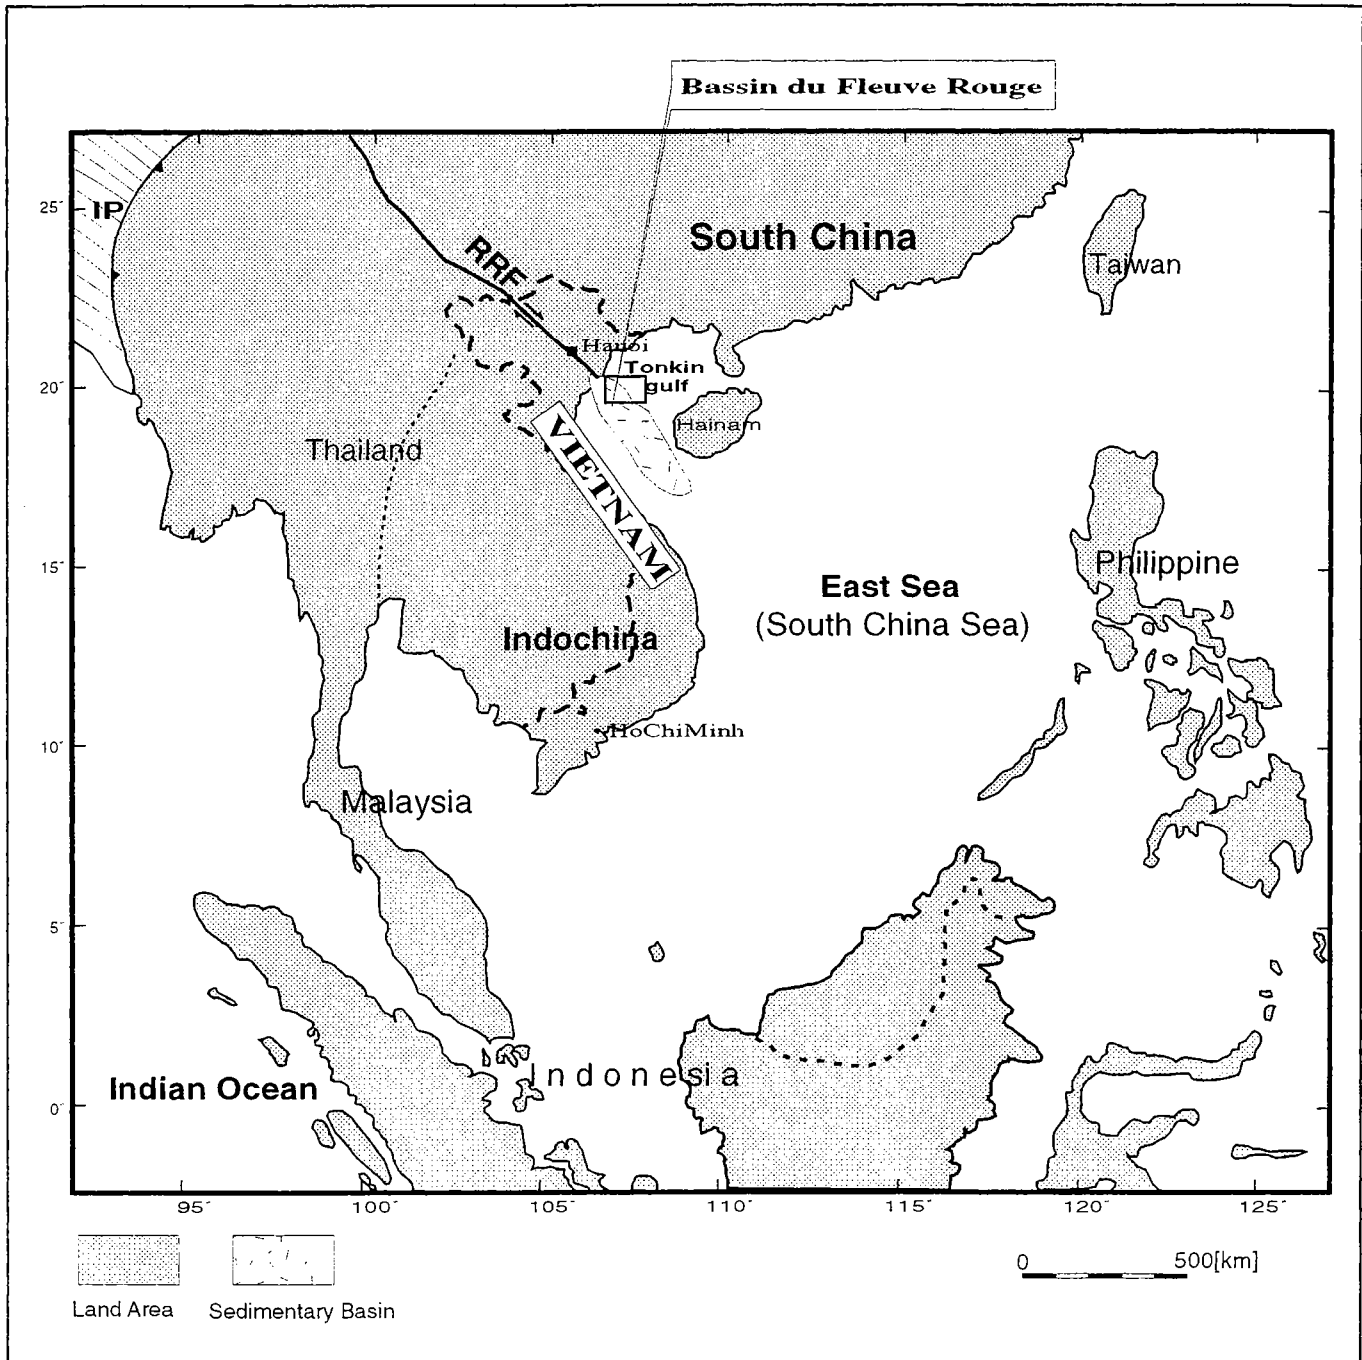 Bassin du Fleuve Rouge
25°
IP
South China
RRF
Taiwan
Hanoi
Tonkin
gulf
20°
Hainam
Thailand
VIETNAM
15°
Philippine
East Sea
(South China Sea)
Indochina
10°
HoChiMinh
Malaysia
5°
Indonesia
Indian Ocean
0°
95° 100° 105° 110° 115° 120° 125°
0 500[km]
Land Area Sedimentary Basin